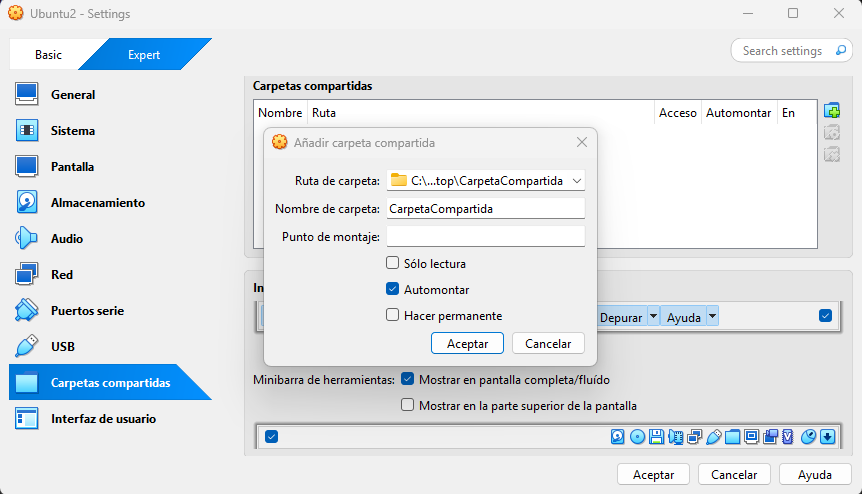 Ubuntu2 - Settings
Basic
Expert
Search settings
General
Sistema
Pantalla
Almacenamiento
Audio
Red
Puertos serie
USB
Carpetas compartidas
Interfaz de usuario
Carpetas compartidas
Nombre Ruta Acceso Automontar En
Añadir carpeta compartida
Ruta de carpeta: C:\...top\CarpetaCompartida
Nombre de carpeta: CarpetaCompartida
Punto de montaje:
Sólo lectura
Automontar
Hacer permanente
Aceptar Cancelar
Depurar Ayuda
Minibarra de herramientas: Mostrar en pantalla completa/fluído
Mostrar en la parte superior de la pantalla
Aceptar Cancelar Ayuda